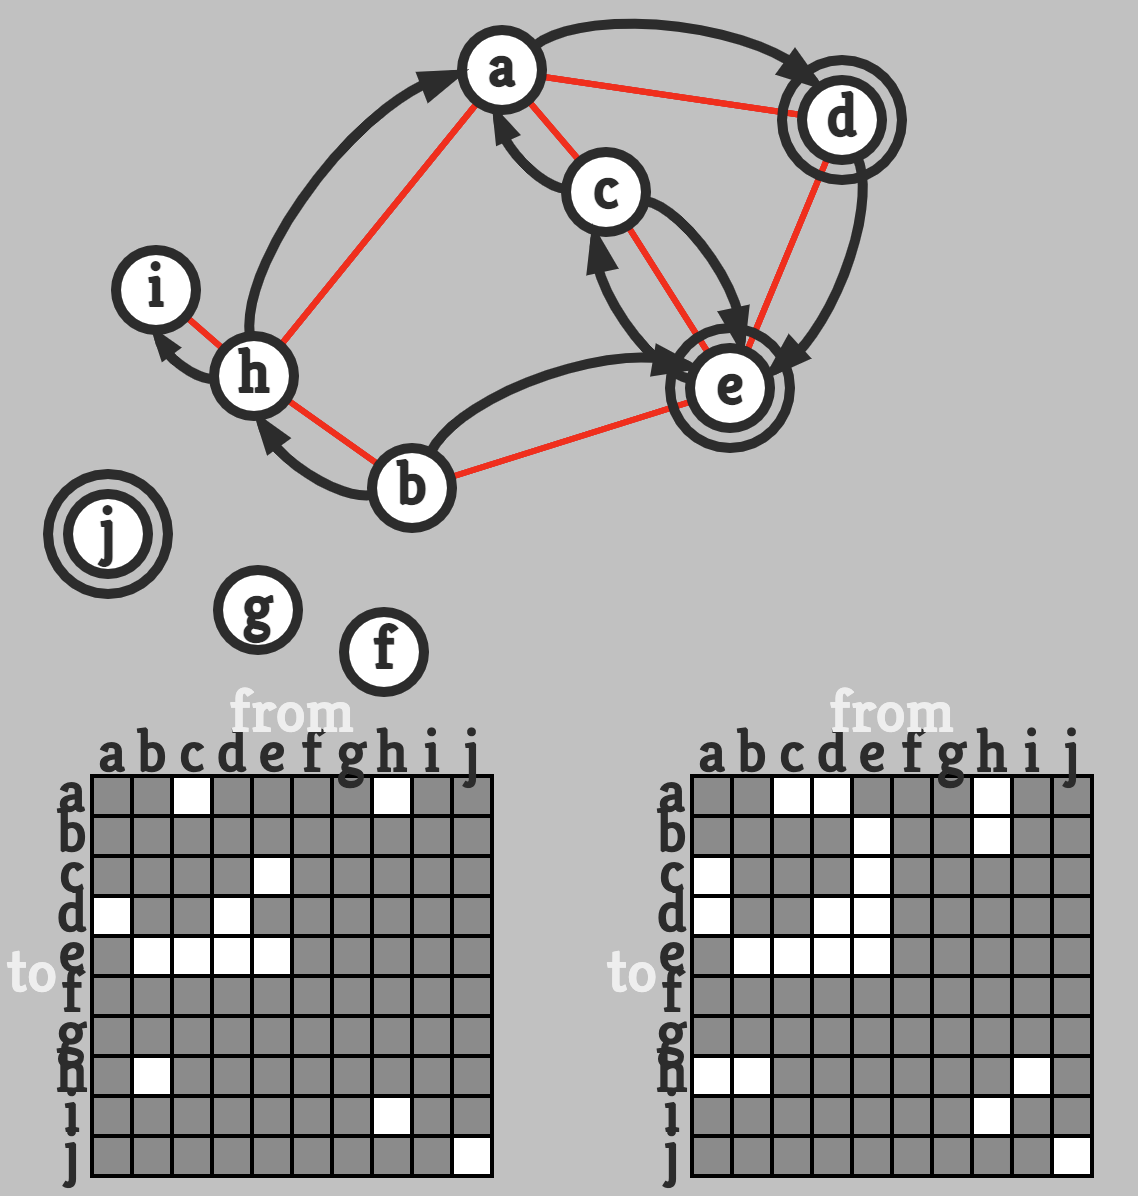 a
d
c
i
h
e
b
j
g
f
from from
a b c d e f g h i j a b c d e f g h i j
a a
b b
c c
d d
e e
to to
f f
g g
h h
i i
j j